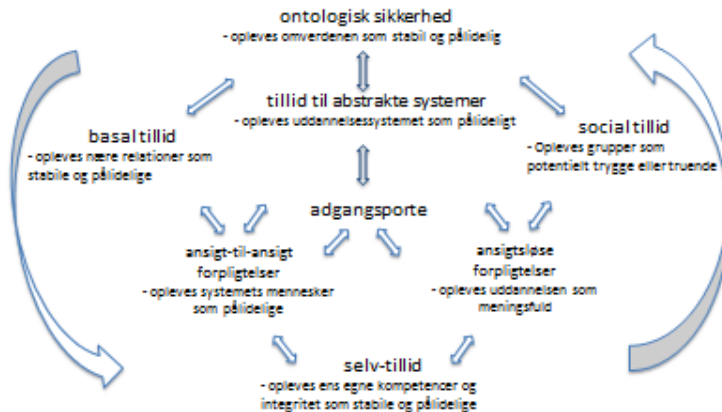 ontologisk sikkerhed
- opleves omverdenen som stabil og pålidelig
tillid til abstrakte systemer
- opleves uddannelsessystemet som pålideligt
basal tillid
- opleves nære relationer som
stabile og pålidelige
social tillid
- Opleves grupper som
potentielt trygge eller truende
adgangsporte
ansigt-til-ansigt
forpligtelser
- opleves systemets mennesker
som pålidelige
ansigtsløse
forpligtelser
- opleves uddannelsen som
meningsfuld
selv-tillid
- opleves ens egne kompetencer og
integritet som stabile og pålidelige